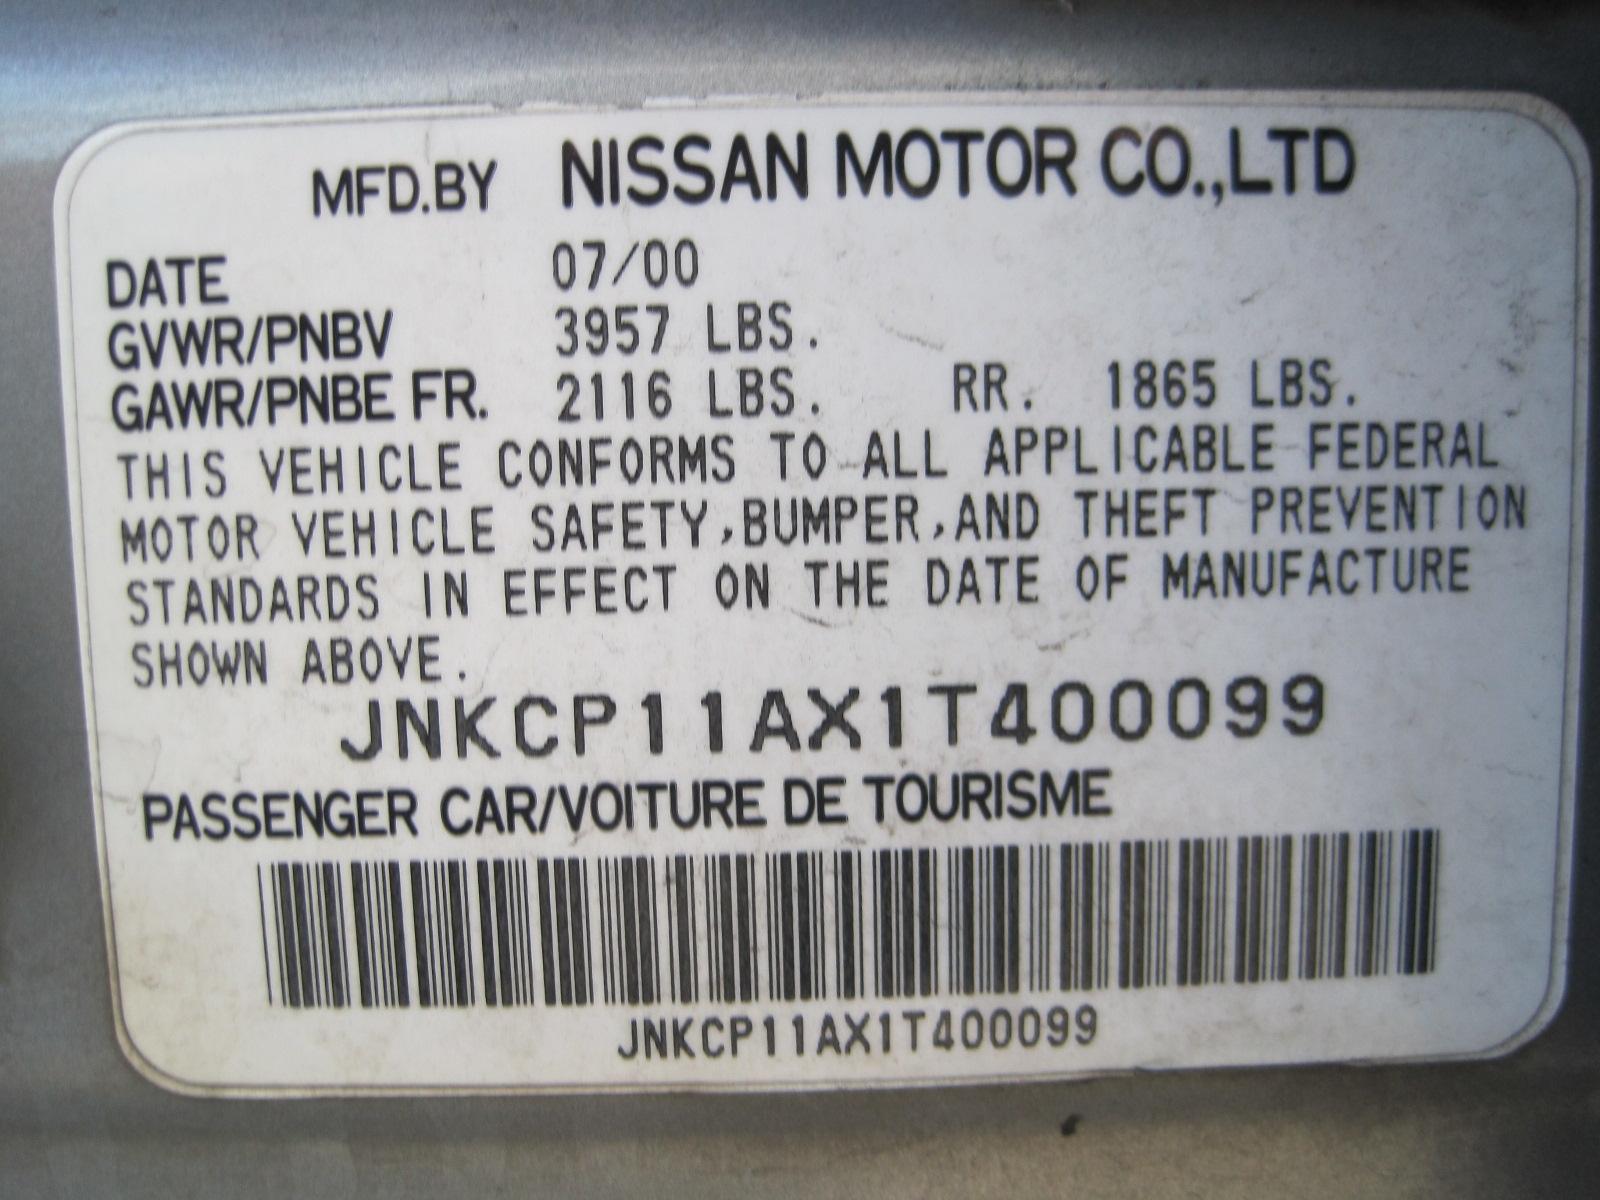 MFD.BY NISSAN MOTOR CO.,LTD
DATE 07/00
GVWR/PNBV 3957 LBS.
GAWR/PNBE FR. 2116 LBS. RR. 1865 LBS.
THIS VEHICLE CONFORMS TO ALL APPLICABLE FEDERAL
MOTOR VEHICLE SAFETY,BUMPER,AND THEFT PREVENTION
STANDARDS IN EFFECT ON THE DATE OF MANUFACTURE
SHOWN ABOVE.
JNKCP11AX1T400099
PASSENGER CAR/VOITURE DE TOURISME
JNKCP11AX1T400099